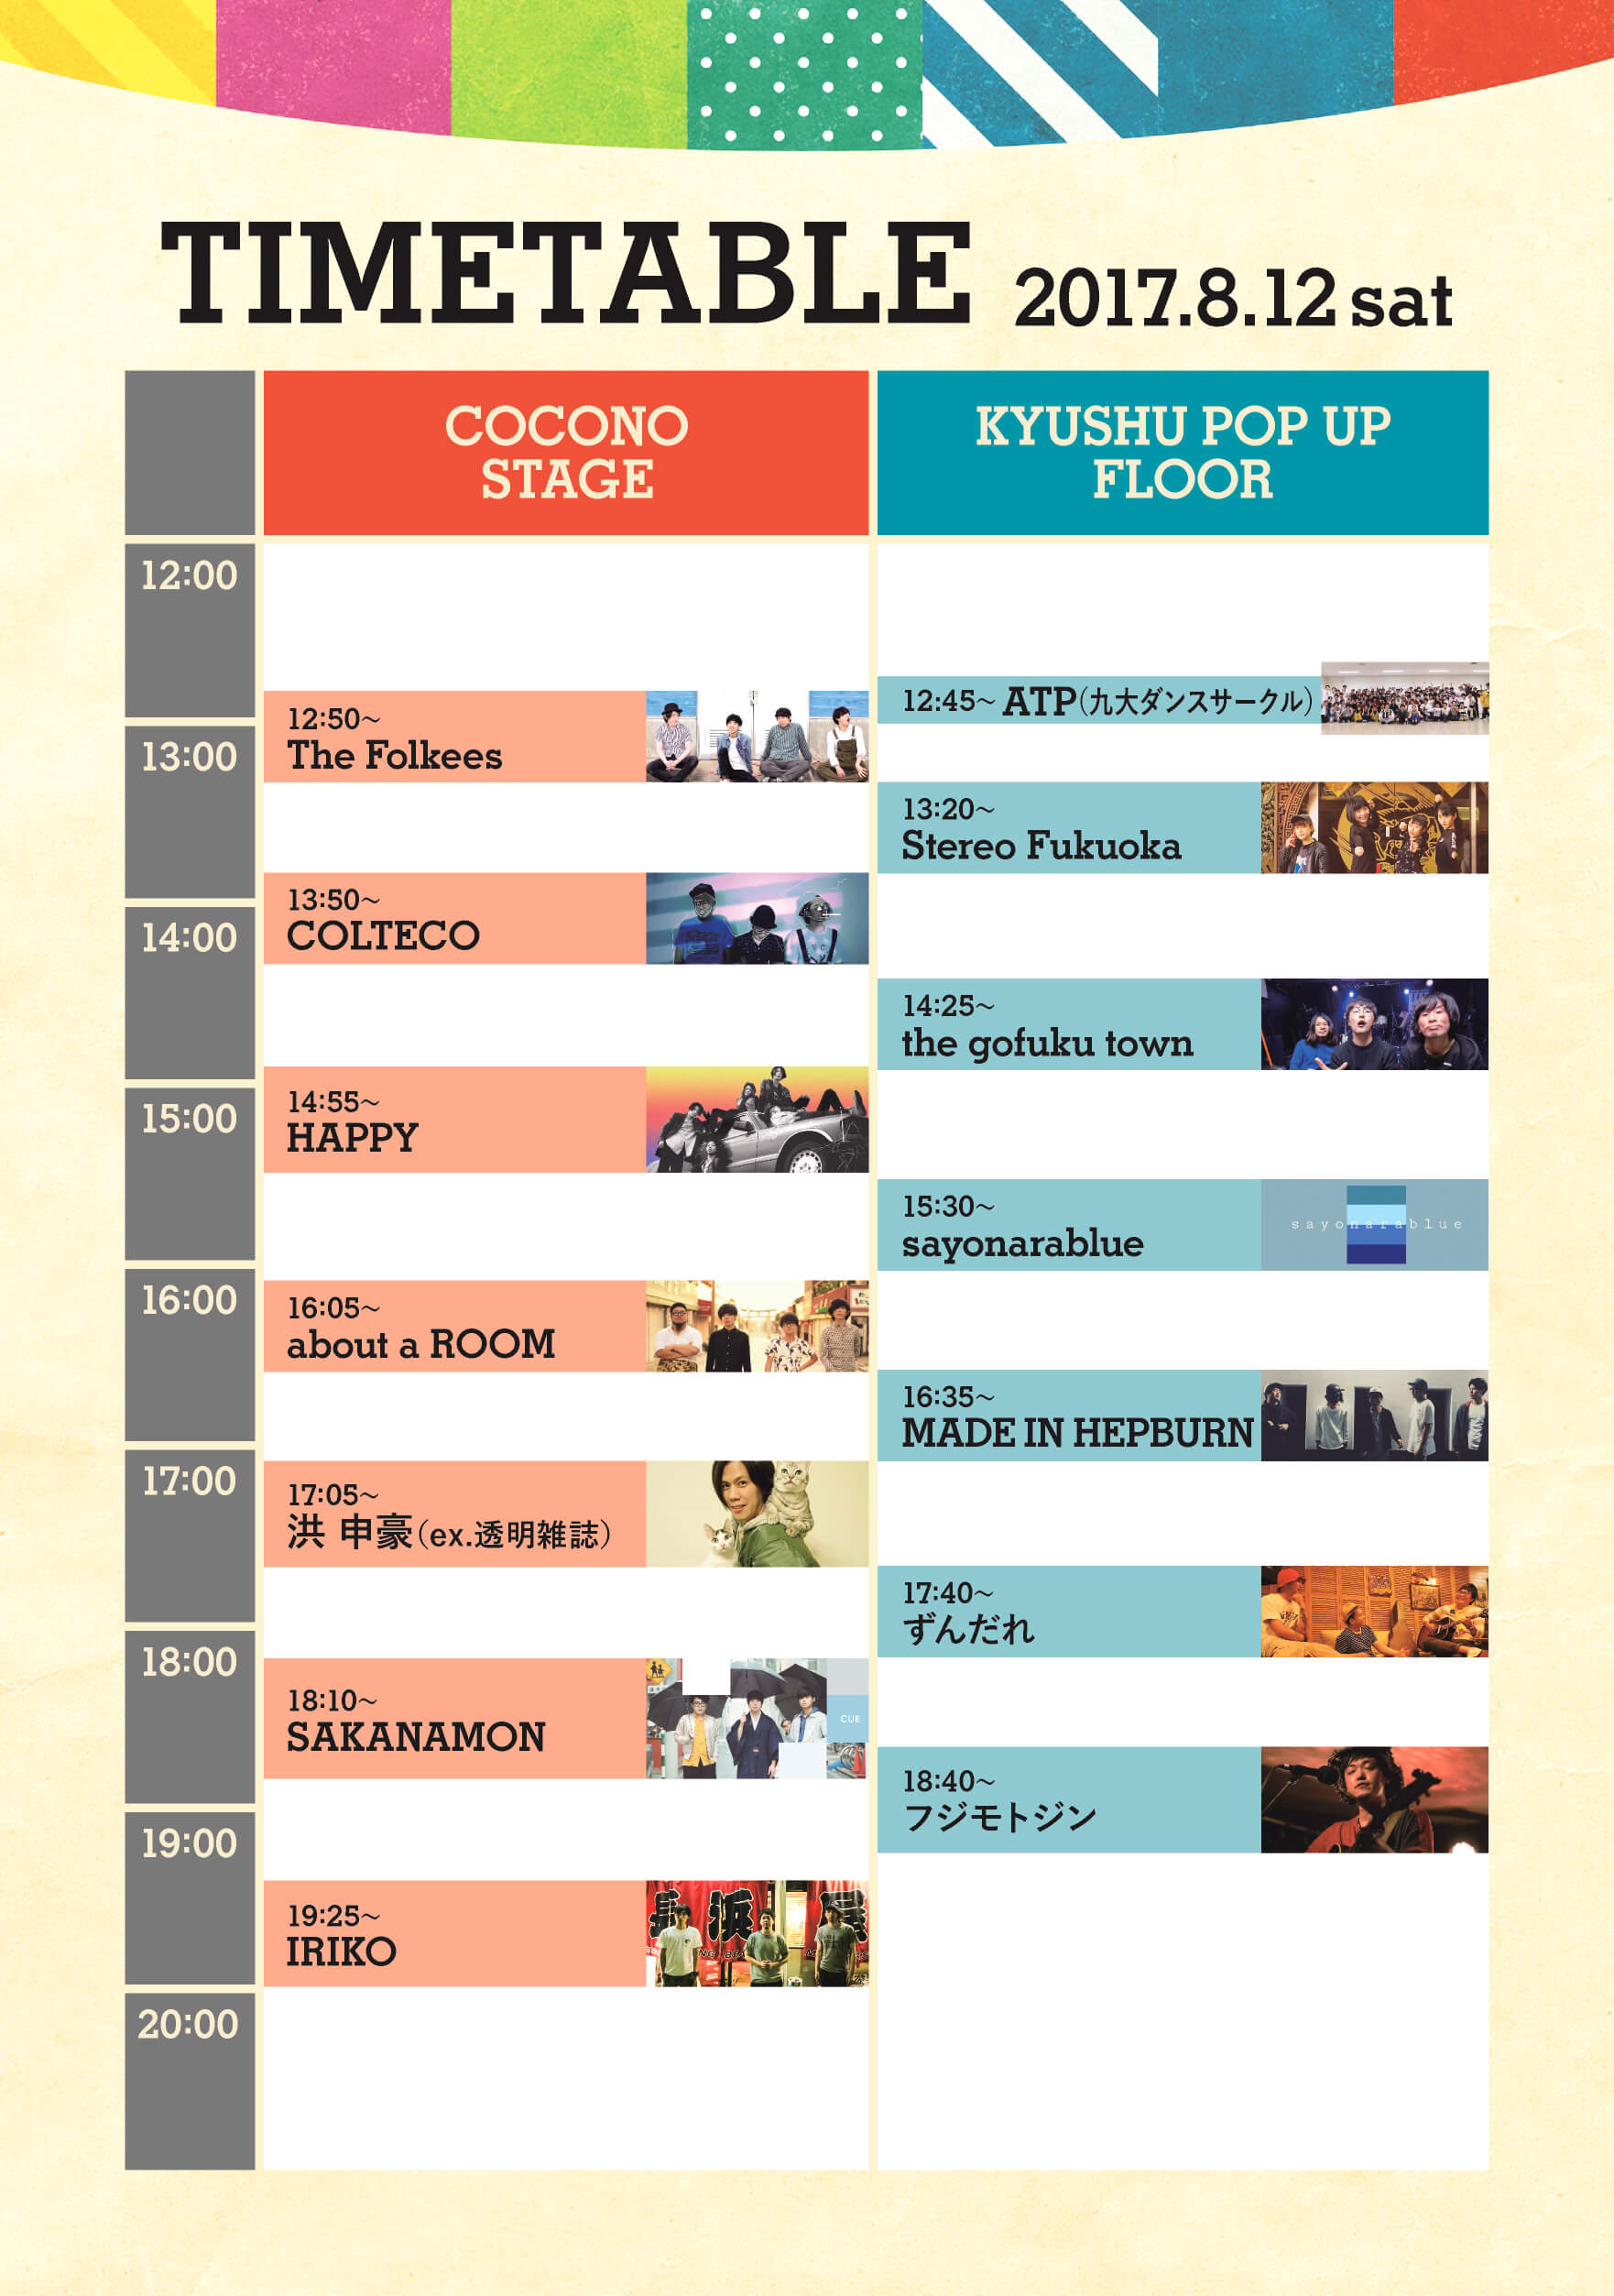 TIMETABLE 2017.8.12 sat
COCONO
STAGE
KYUSHU POP UP
FLOOR
12:00
12:45~ ATP(九大ダンスサークル)
12:50~
The Folkees
13:00
13:20~
Stereo Fukuoka
13:50~
COLTECO
14:00
14:25~
the gofuku town
14:55~
HAPPY
15:00
15:30~
sayonarablue
sayonarablue
16:00
16:05~
about a ROOM
16:35~
MADE IN HEPBURN
17:00
17:05~
洪 申豪(ex.透明雑誌)
17:40~
ずんだれ
18:00
18:10~
SAKANAMON
CUE
18:40~
フジモトジン
19:00
19:25~
IRIKO
長浜屋
20:00